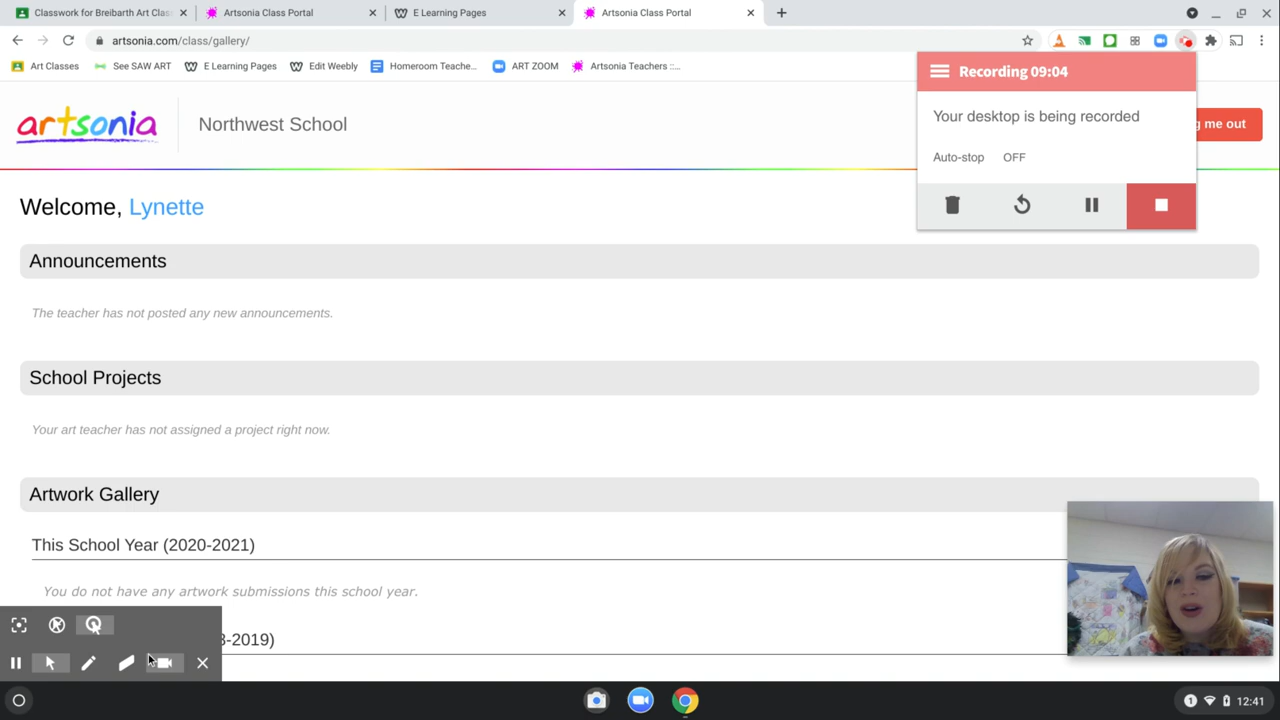 Classwork for Breibarth Art Clas
Artsonia Class Portal
E Learning Pages
Artsonia Class Portal
artsonia.com/class/gallery/
Art Classes
See SAW ART
E Learning Pages
Edit Weebly
Homeroom Teache...
ART ZOOM
Artsonia Teachers ::...
Recording 09:04
Your desktop is being recorded
Auto-stop OFF
artsonia
Northwest School
g me out
Welcome, Lynette
Announcements
The teacher has not posted any new announcements.
School Projects
Your art teacher has not assigned a project right now.
Artwork Gallery
This School Year (2020-2021)
You do not have any artwork submissions this school year.
-2019)
1
12:41